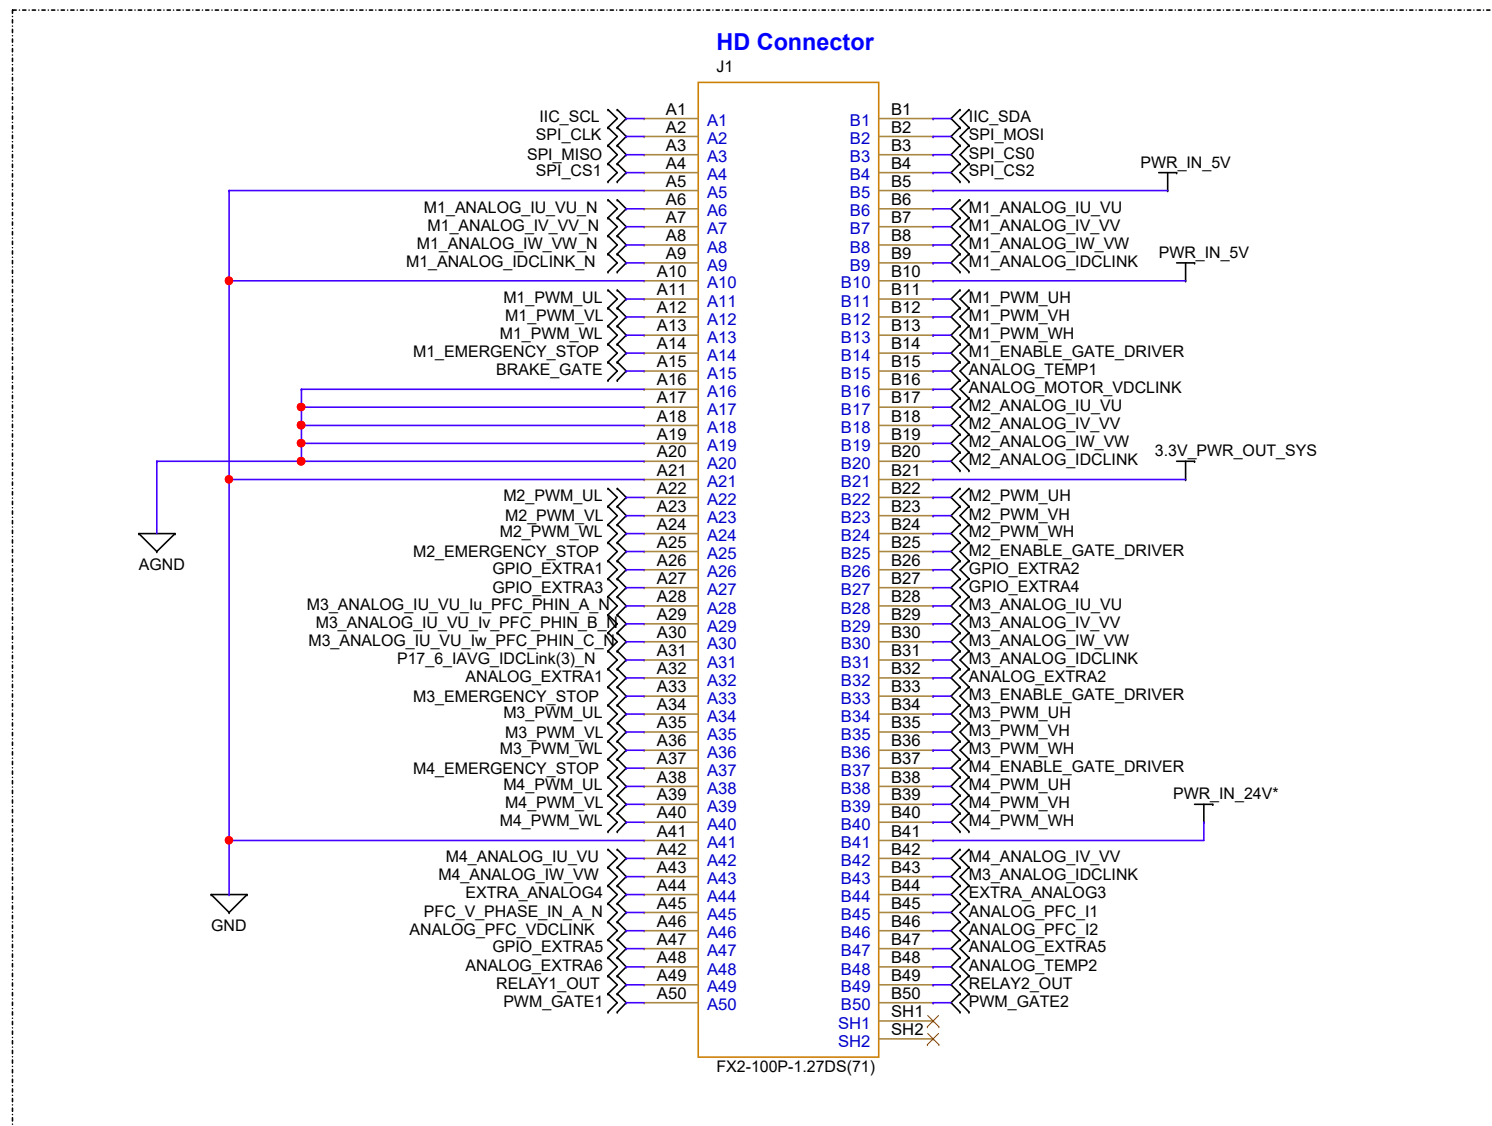 HD Connector
J1
IIC_SCL A1 A1 B1 B1 IIC_SDA
SPI_CLK A2 A2 B2 B2 SPI_MOSI
SPI_MISO A3 A3 B3 B3 SPI_CS0
SPI_CS1 A4 A4 B4 B4 SPI_CS2
PWR_IN_5V
A5 A5 B5 B5
M1_ANALOG_IU_VU_N A6 A6 B6 B6 M1_ANALOG_IU_VU
M1_ANALOG_IV_VV_N A7 A7 B7 B7 M1_ANALOG_IV_VV
M1_ANALOG_IW_VW_N A8 A8 B8 B8 M1_ANALOG_IW_VW
M1_ANALOG_IDCLINK_N A9 A9 B9 B9 M1_ANALOG_IDCLINK
PWR_IN_5V
A10 A10 B10 B10
M1_PWM_UL A11 A11 B11 B11 M1_PWM_UH
M1_PWM_VL A12 A12 B12 B12 M1_PWM_VH
M1_PWM_WL A13 A13 B13 B13 M1_PWM_WH
M1_EMERGENCY_STOP A14 A14 B14 B14 M1_ENABLE_GATE_DRIVER
BRAKE_GATE A15 A15 B15 B15 ANALOG_TEMP1
A16 A16 B16 B16 ANALOG_MOTOR_VDCLINK
A17 A17 B17 B17 M2_ANALOG_IU_VU
A18 A18 B18 B18 M2_ANALOG_IV_VV
A19 A19 B19 B19 M2_ANALOG_IW_VW
A20 A20 B20 B20 M2_ANALOG_IDCLINK
3.3V_PWR_OUT_SYS
A21 A21 B21 B21
M2_PWM_UL A22 A22 B22 B22 M2_PWM_UH
M2_PWM_VL A23 A23 B23 B23 M2_PWM_VH
M2_PWM_WL A24 A24 B24 B24 M2_PWM_WH
M2_EMERGENCY_STOP A25 A25 B25 B25 M2_ENABLE_GATE_DRIVER
AGND
GPIO_EXTRA1 A26 A26 B26 B26 GPIO_EXTRA2
GPIO_EXTRA3 A27 A27 B27 B27 GPIO_EXTRA4
M3_ANALOG_IU_VU_Iu_PFC_PHIN_A_N A28 A28 B28 B28 M3_ANALOG_IU_VU
M3_ANALOG_IU_VU_Iv_PFC_PHIN_B_N A29 A29 B29 B29 M3_ANALOG_IV_VV
M3_ANALOG_IU_VU_Iw_PFC_PHIN_C_N A30 A30 B30 B30 M3_ANALOG_IW_VW
P17_6_IAVG_IDCLink(3)_N A31 A31 B31 B31 M3_ANALOG_IDCLINK
ANALOG_EXTRA1 A32 A32 B32 B32 ANALOG_EXTRA2
M3_EMERGENCY_STOP A33 A33 B33 B33 M3_ENABLE_GATE_DRIVER
M3_PWM_UL A34 A34 B34 B34 M3_PWM_UH
M3_PWM_VL A35 A35 B35 B35 M3_PWM_VH
M3_PWM_WL A36 A36 B36 B36 M3_PWM_WH
M4_EMERGENCY_STOP A37 A37 B37 B37 M4_ENABLE_GATE_DRIVER
M4_PWM_UL A38 A38 B38 B38 M4_PWM_UH
M4_PWM_VL A39 A39 B39 B39 M4_PWM_VH
PWR_IN_24V*
M4_PWM_WL A40 A40 B40 B40 M4_PWM_WH
A41 A41 B41 B41
M4_ANALOG_IU_VU A42 A42 B42 B42 M4_ANALOG_IV_VV
M4_ANALOG_IW_VW A43 A43 B43 B43 M3_ANALOG_IDCLINK
EXTRA_ANALOG4 A44 A44 B44 B44 EXTRA_ANALOG3
PFC_V_PHASE_IN_A_N A45 A45 B45 B45 ANALOG_PFC_I1
GND
ANALOG_PFC_VDCLINK A46 A46 B46 B46 ANALOG_PFC_I2
GPIO_EXTRA5 A47 A47 B47 B47 ANALOG_EXTRA5
ANALOG_EXTRA6 A48 A48 B48 B48 ANALOG_TEMP2
RELAY1_OUT A49 A49 B49 B49 RELAY2_OUT
PWM_GATE1 A50 A50 B50 B50 PWM_GATE2
SH1 SH1
SH2 SH2
FX2-100P-1.27DS(71)